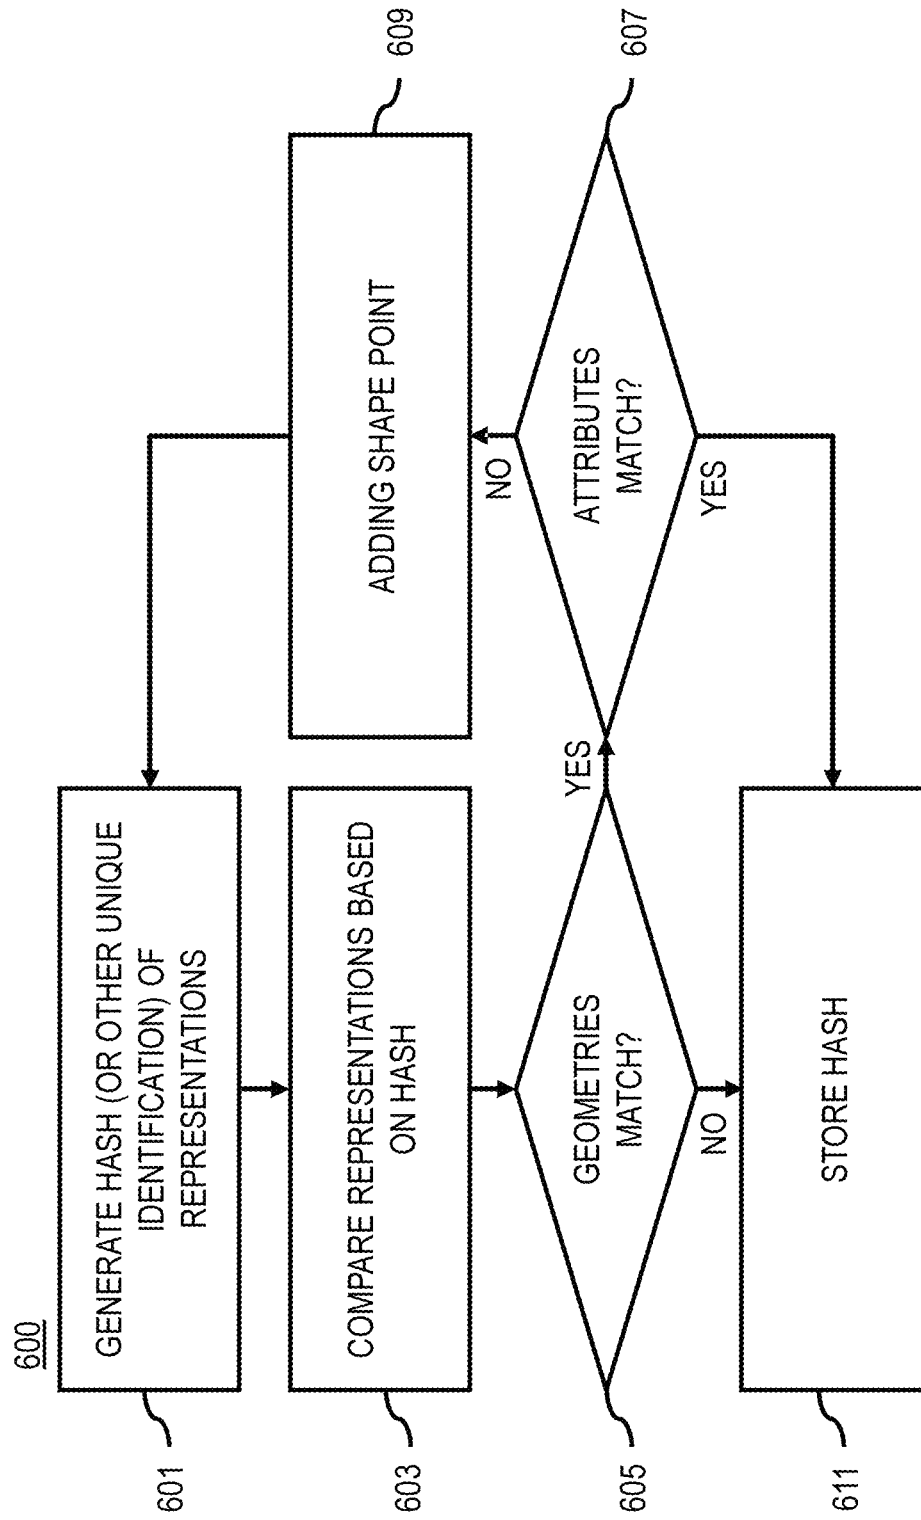 600
601
GENERATE HASH (OR OTHER UNIQUE
IDENTIFICATION) OF
REPRESENTATIONS
603
COMPARE REPRESENTATIONS BASED
ON HASH
609
ADDING SHAPE POINT
605
GEOMETRIES
MATCH?
YES
NO
607
ATTRIBUTES
MATCH?
NO
YES
611
STORE HASH